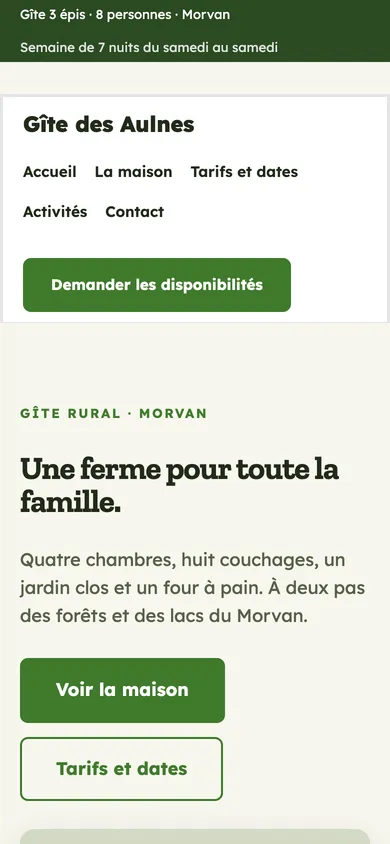 Gîte 3 épis · 8 personnes · Morvan
Semaine de 7 nuits du samedi au samedi
Gîte des Aulnes
Accueil La maison Tarifs et dates
Activités Contact
Demander les disponibilités
GÎTE RURAL · MORVAN
Une ferme pour toute la
famille.
Quatre chambres, huit couchages, un
jardin clos et un four à pain. À deux pas
des forêts et des lacs du Morvan.
Voir la maison
Tarifs et dates